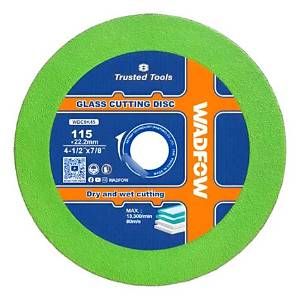 Trusted Tools
GLASS CUTTING DISC
WADFOW
115
×22.2mm
4-1/2"x7/8"
WADFOW
Dry and wet cutting
MAX.:
13,300/min
80m/s